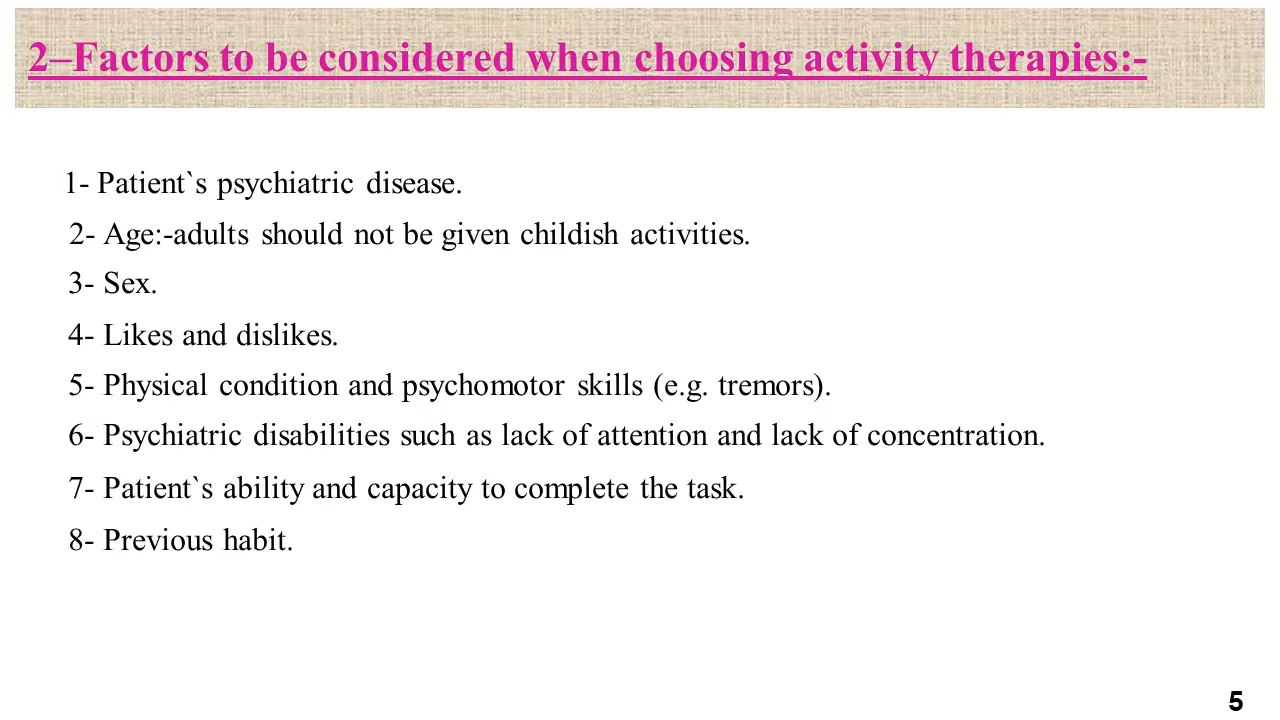 2–Factors to be considered when choosing activity therapies:-
1- Patient`s psychiatric disease.
2- Age:-adults should not be given childish activities.
3- Sex.
4- Likes and dislikes.
5- Physical condition and psychomotor skills (e.g. tremors).
6- Psychiatric disabilities such as lack of attention and lack of concentration.
7- Patient`s ability and capacity to complete the task.
8- Previous habit.
5